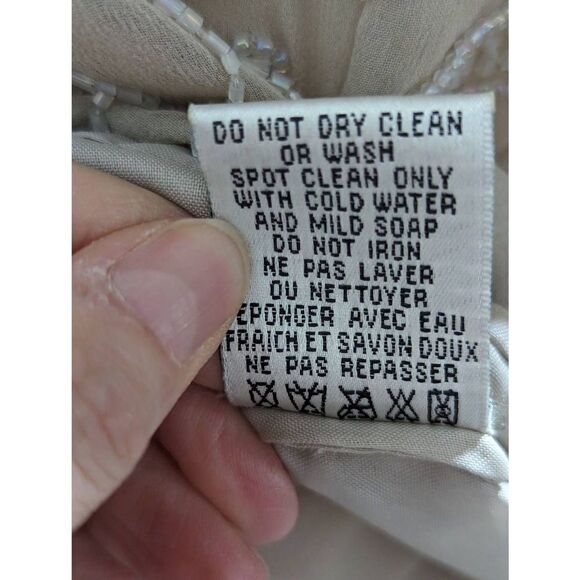 DO NOT DRY CLEAN
OR WASH
SPOT CLEAN ONLY
WITH COLD WATER
AND MILD SOAP
DO NOT IRON
NE PAS LAVER
OU NETTOYER
EPONGER AVEC EAU
FRAICH ET SAVON DOUX
NE PAS REPASSER